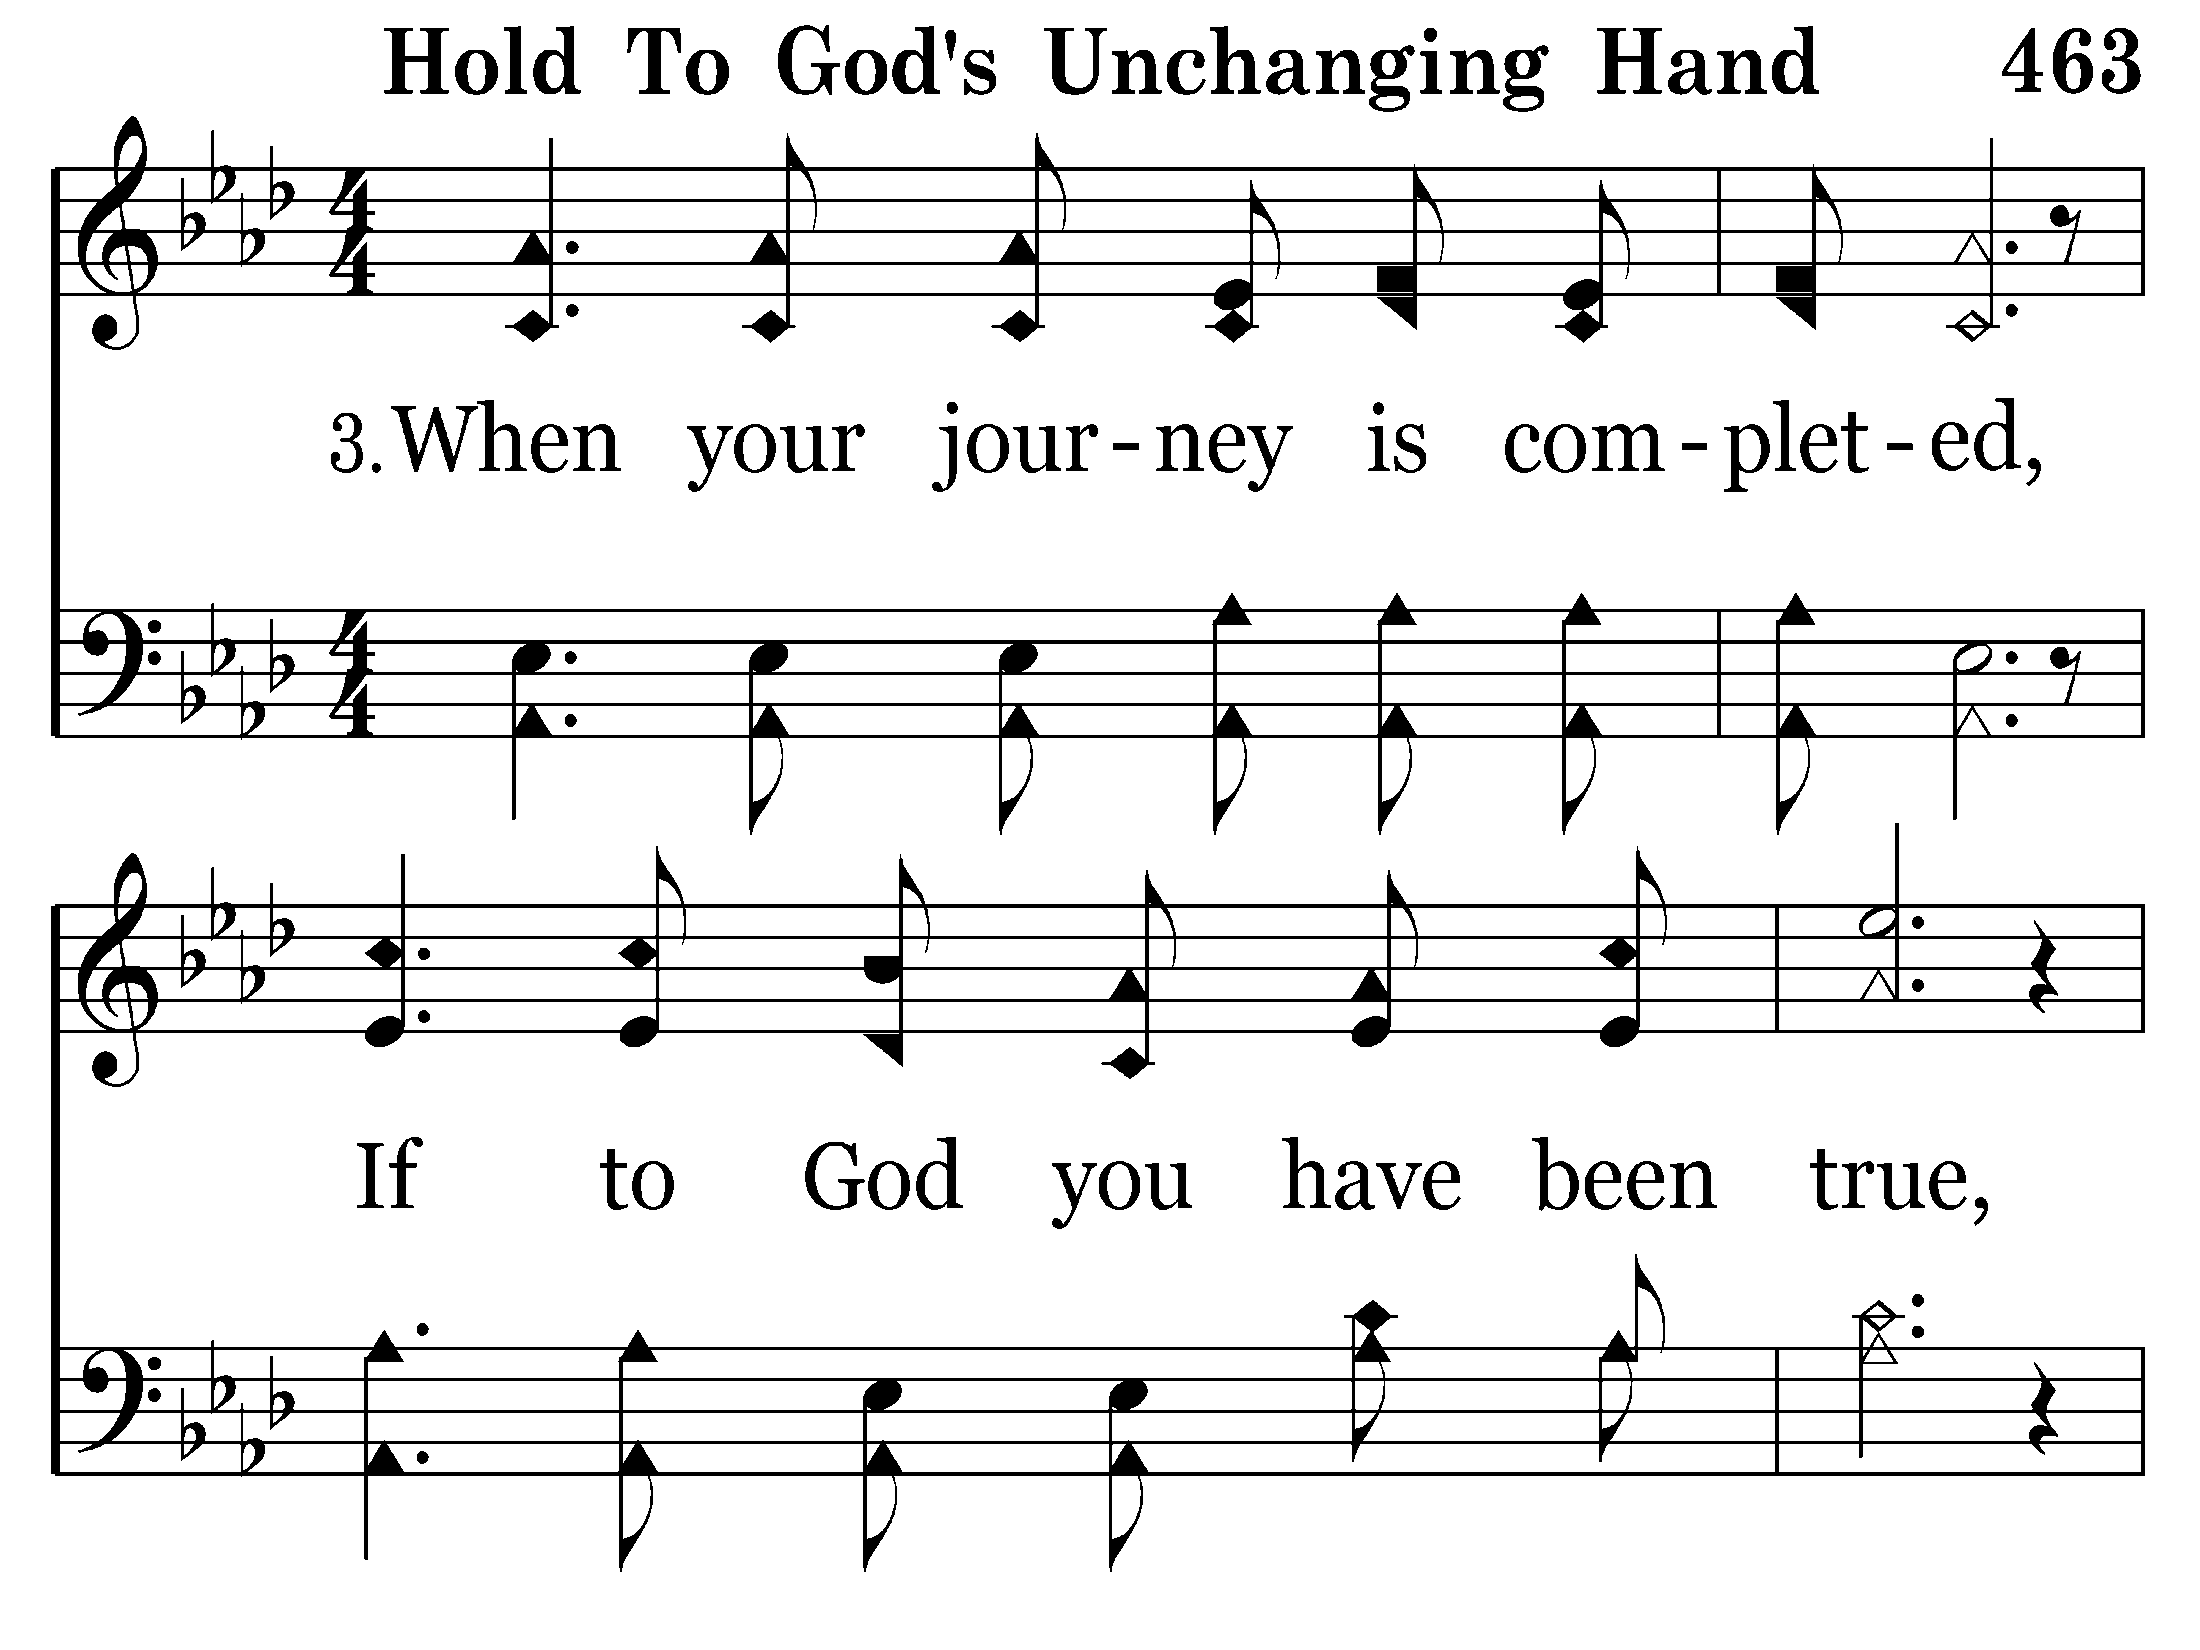 Hold To God's Unchanging Hand 463
3. When your jour-ney is com-plet-ed,
If to God you have been true,